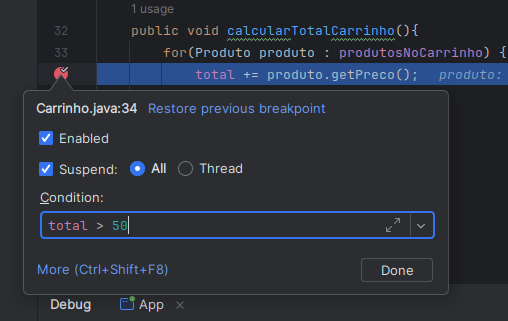 1 usage
32 public void calcularTotalCarrinho(){
33 for(Produto produto : produtosNoCarrinho) {
total += produto.getPreco(); produto:
Carrinho.java:34 Restore previous breakpoint
Enabled
Suspend: All Thread
Condition:
total > 50
More (Ctrl+Shift+F8) Done
Debug App